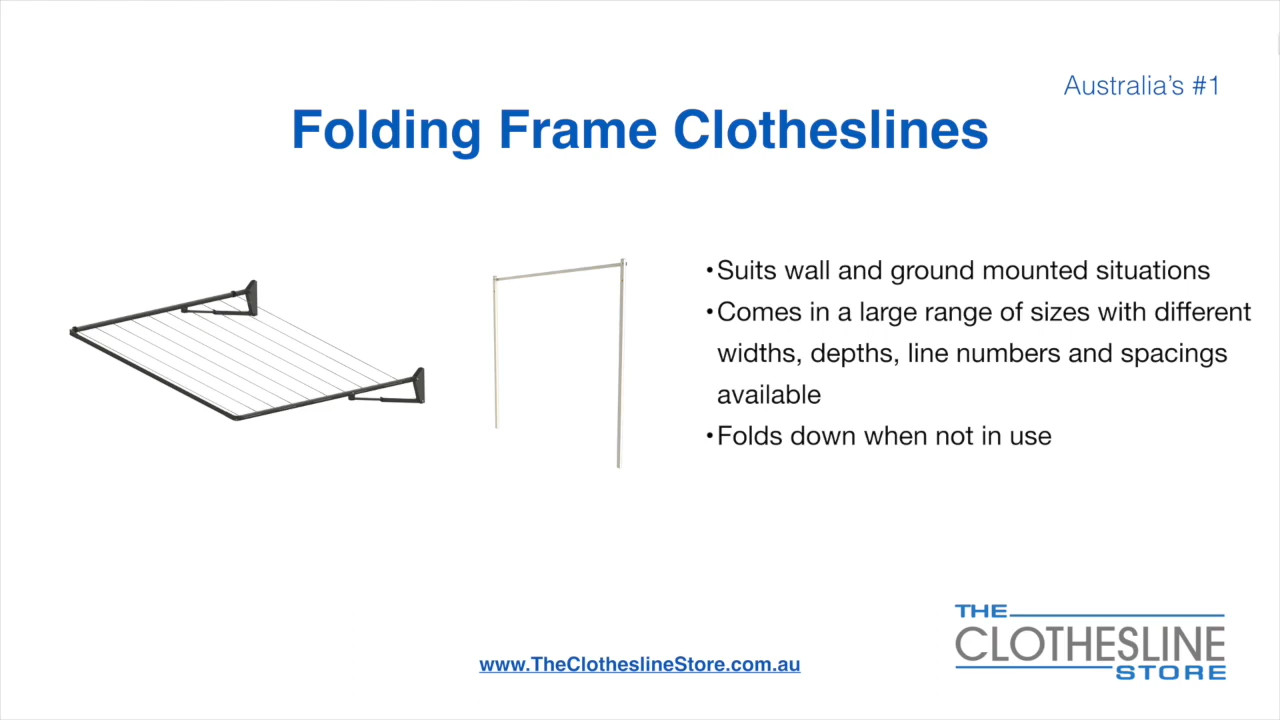 Australia's #1
Folding Frame Clotheslines
•Suits wall and ground mounted situations
•Comes in a large range of sizes with different
widths, depths, line numbers and spacings
available
•Folds down when not in use
www.TheClotheslineStore.com.au
THE
CLOTHESLINE
STORE